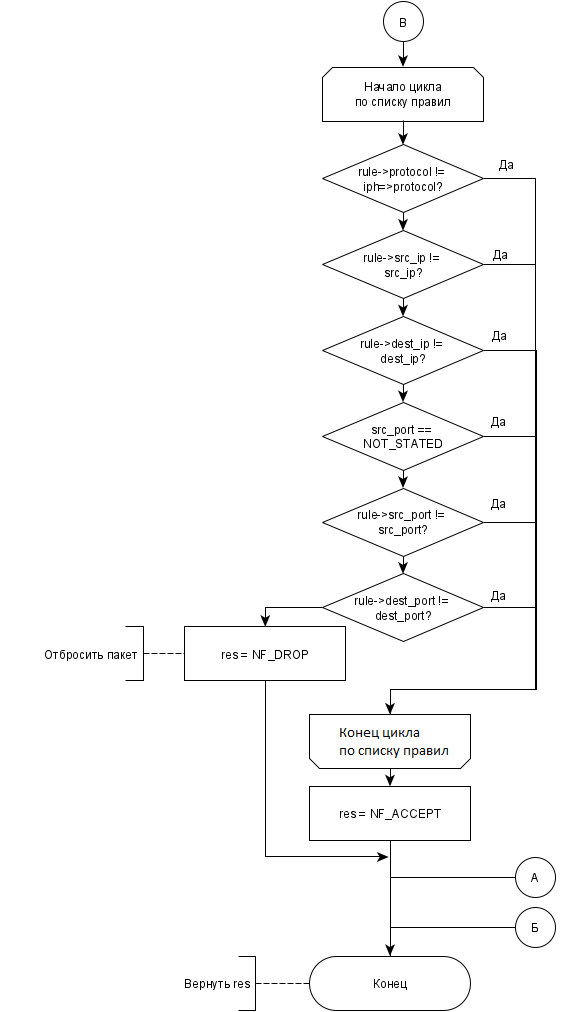 В
Начало цикла
по списку правил
rule->protocol !=
iph=>protocol?
Да
rule->src_ip !=
src_ip?
Да
rule->dest_ip !=
dest_ip?
Да
src_port ==
NOT_STATED
Да
rule->src_port !=
src_port?
Да
rule->dest_port !=
dest_port?
Да
Отбросить пакет
res = NF_DROP
Конец цикла
по списку правил
res = NF_ACCEPT
А
Б
Вернуть res
Конец